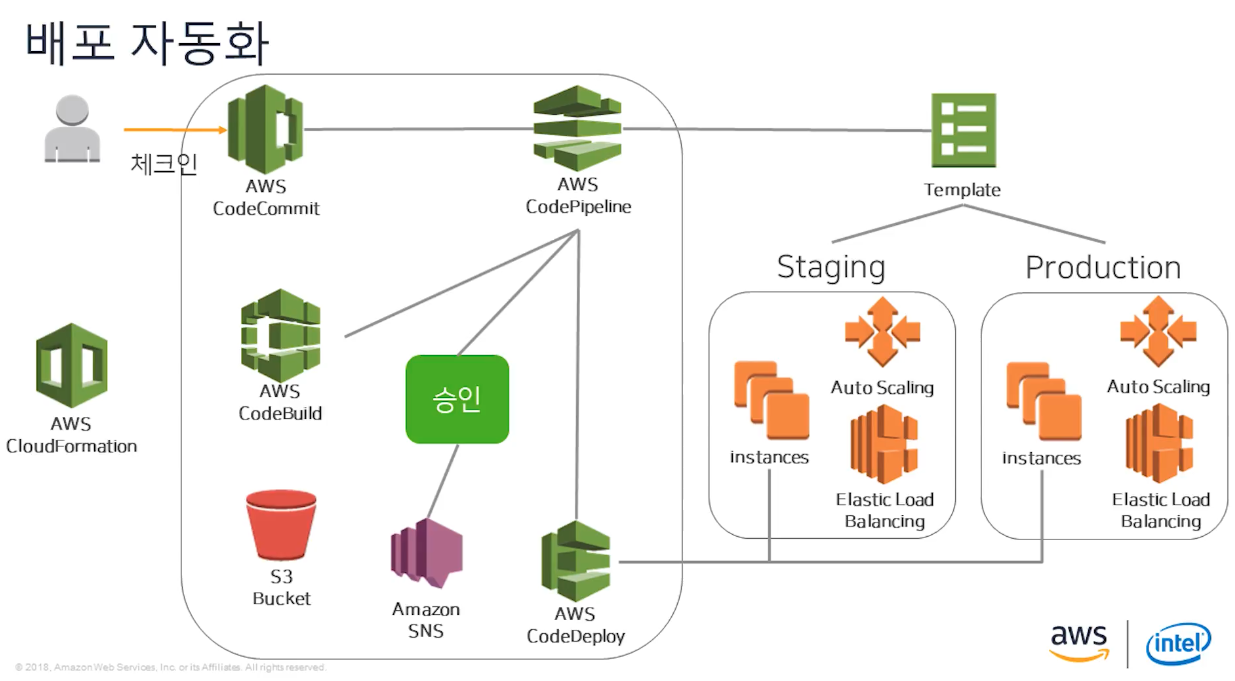 배포 자동화
체크인
AWS
CodeCommit
AWS
CodePipeline
Template
AWS
CodeBuild
승인
AWS
CloudFormation
S3
Bucket
Amazon
SNS
AWS
CodeDeploy
Staging
Auto Scaling
instances
Elastic Load
Balancing
Production
Auto Scaling
instances
Elastic Load
Balancing
aws
intel
© 2018, Amazon Web Services, Inc. or its Affiliates. All rights reserved.